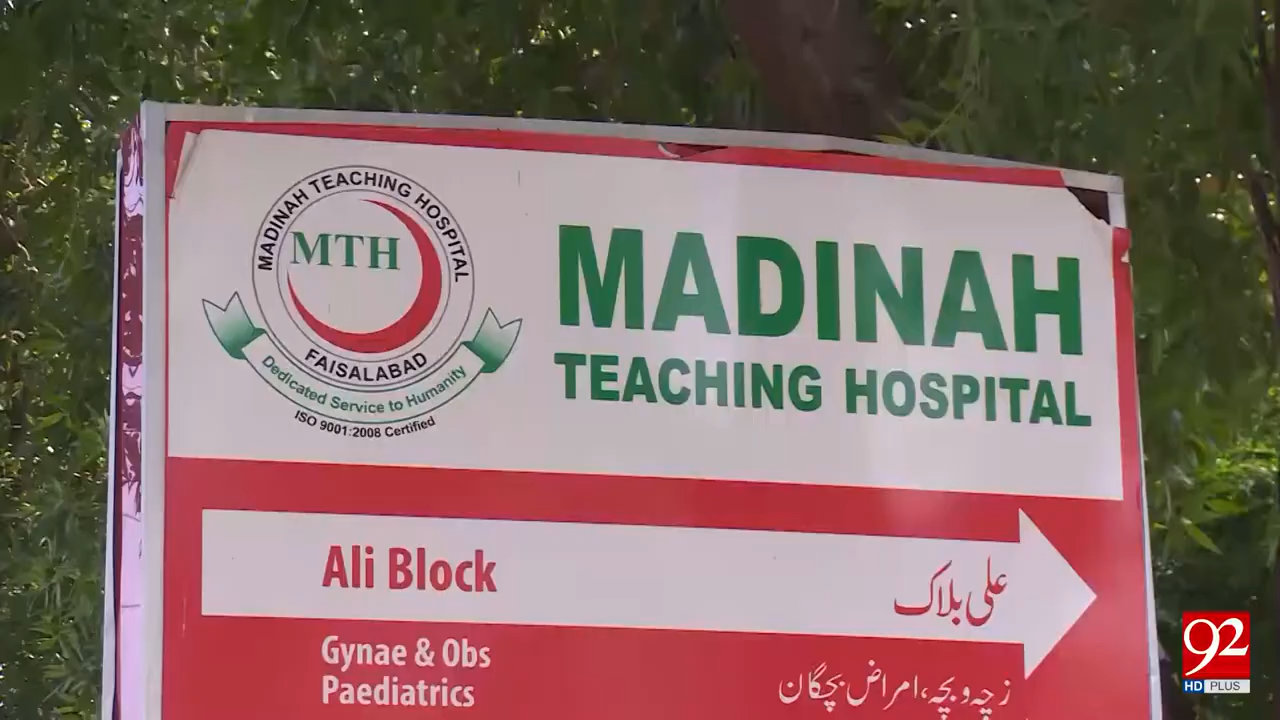 MADINAH TEACHING HOSPITAL
MTH
FAISALABAD
Dedicated Service to Humanity
ISO 9001:2008 Certified
MADINAH
TEACHING HOSPITAL
Ali Block
علی بلاک
Gynae & Obs
Paediatrics
زچہ و بچہ، امراض بچگان
92
HD PLUS